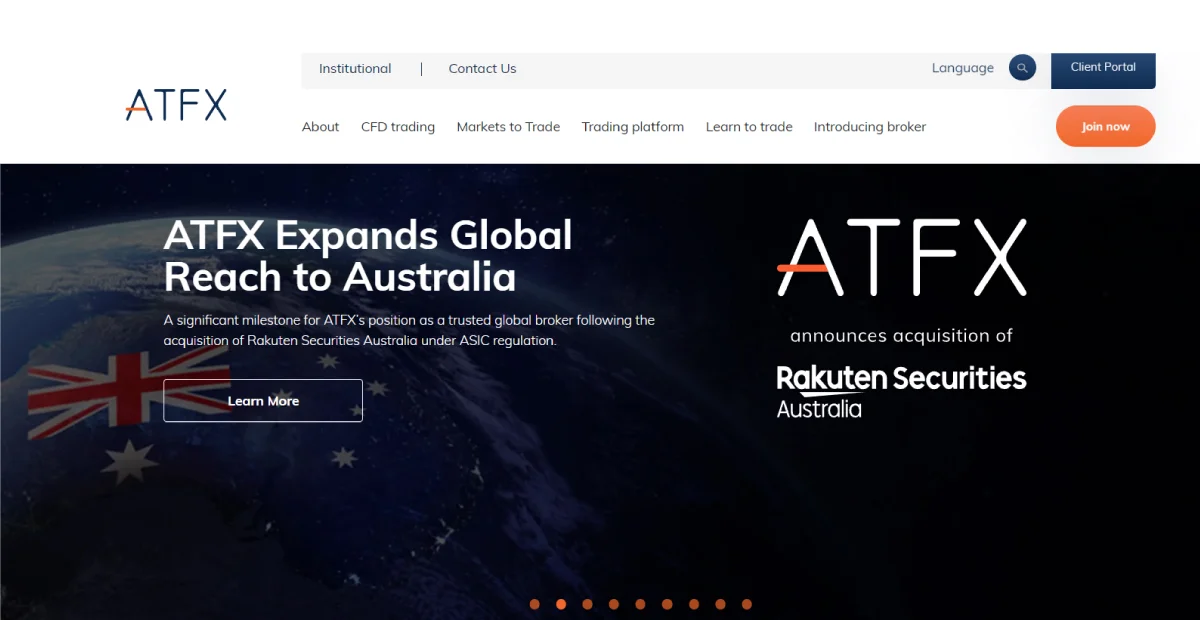 Institutional | Contact Us
Language
Client Portal
ATFX
About CFD trading Markets to Trade Trading platform Learn to trade Introducing broker
Join now
ATFX Expands Global
Reach to Australia
A significant milestone for ATFX's position as a trusted global broker following the
acquisition of Rakuten Securities Australia under ASIC regulation.
Learn More
ATFX
announces acquisition of
Rakuten Securities
Australia